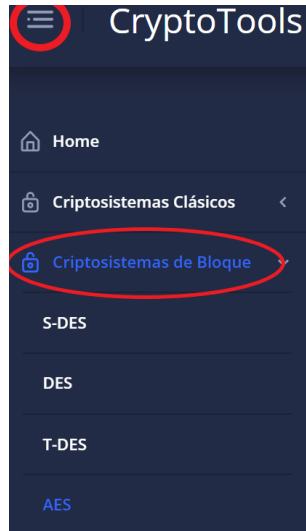 CryptoTools
Home
Criptosistemas Clásicos
Criptosistemas de Bloque
S-DES
DES
T-DES
AES